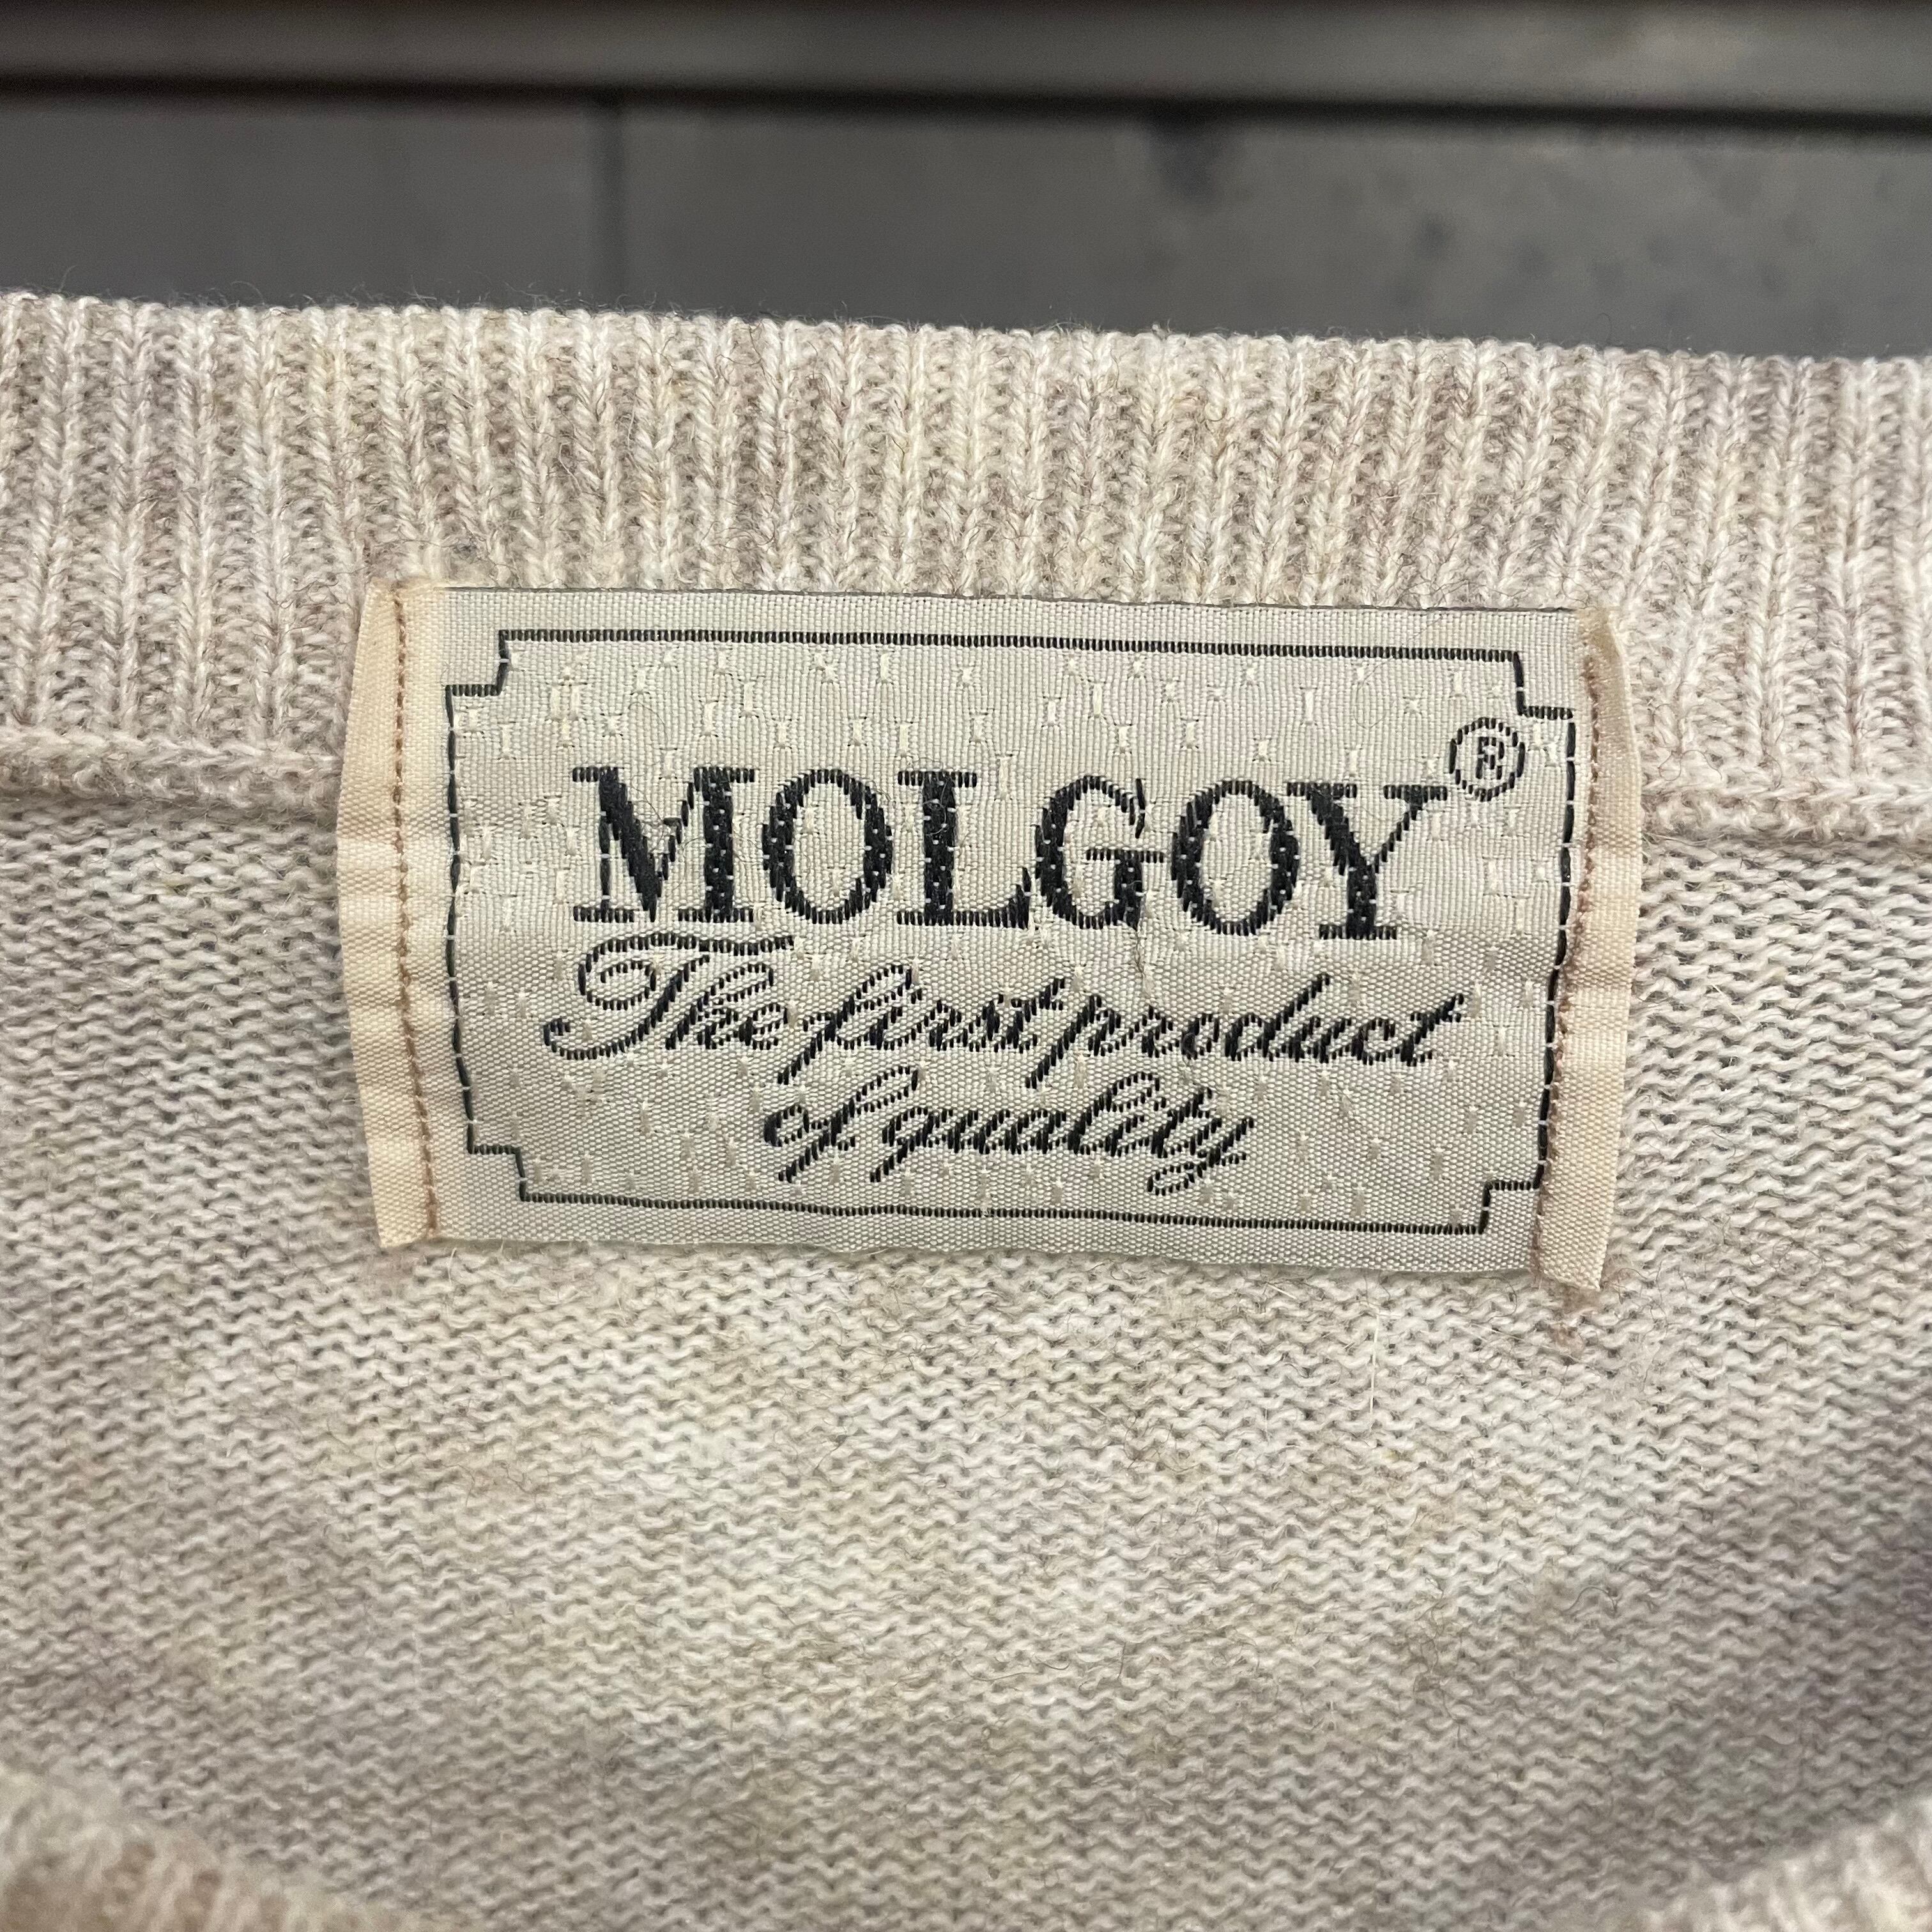 MOLGOY®
The first product
of quality